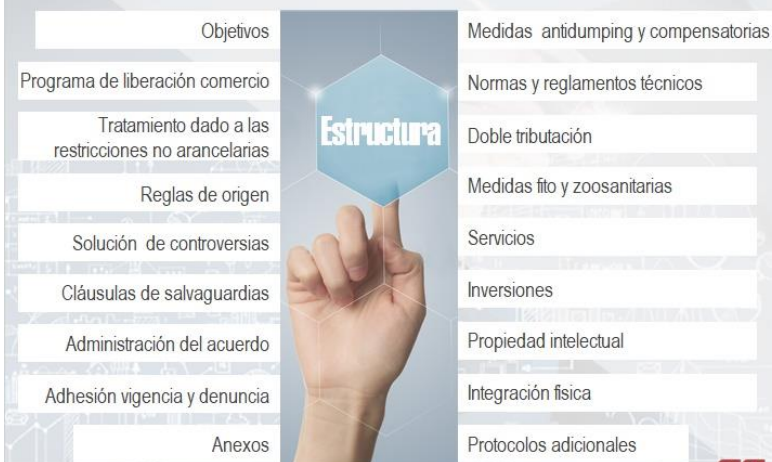 Objetivos
Programa de liberación comercio
Tratamiento dado a las
restricciones no arancelarias
Reglas de origen
Solución de controversias
Cláusulas de salvaguardias
Administración del acuerdo
Adhesión vigencia y denuncia
Anexos
Estructura
Medidas antidumping y compensatorias
Normas y reglamentos técnicos
Doble tributación
Medidas fito y zoosanitarias
Servicios
Inversiones
Propiedad intelectual
Integración física
Protocolos adicionales